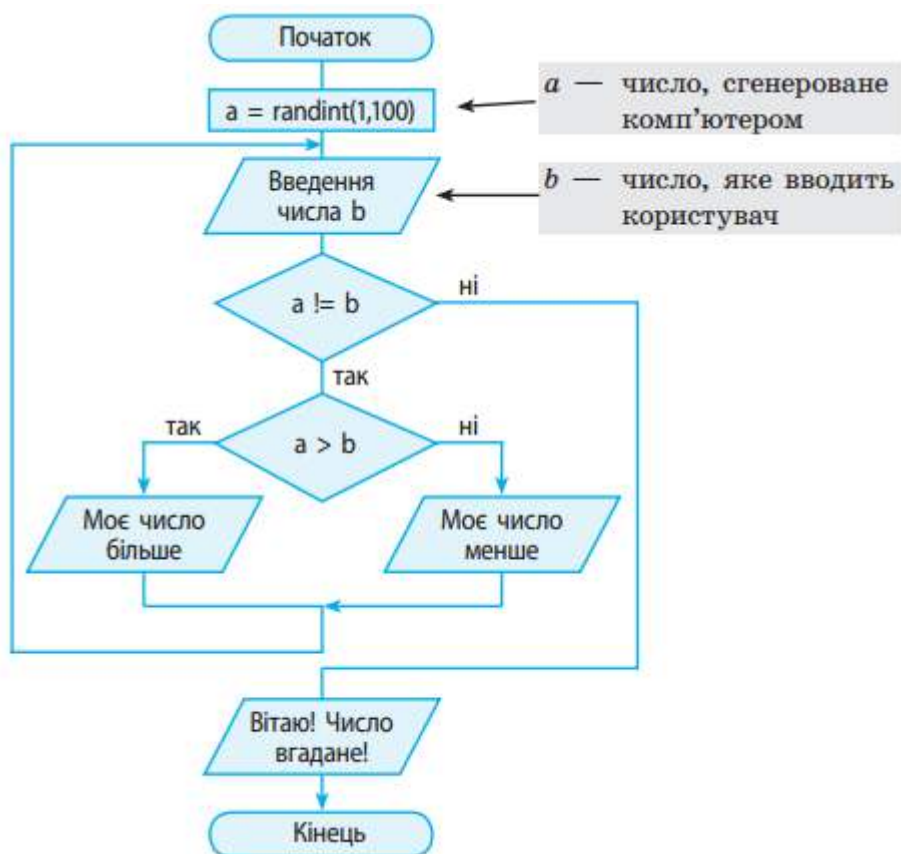 Початок
a = randint(1,100)
a — число, сгенероване
комп’ютером
Введення
числа b
b — число, яке вводить
користувач
a != b
ні
так
a > b
так
ні
Моє число
більше
Моє число
менше
Вітаю! Число
вгадане!
Кінець